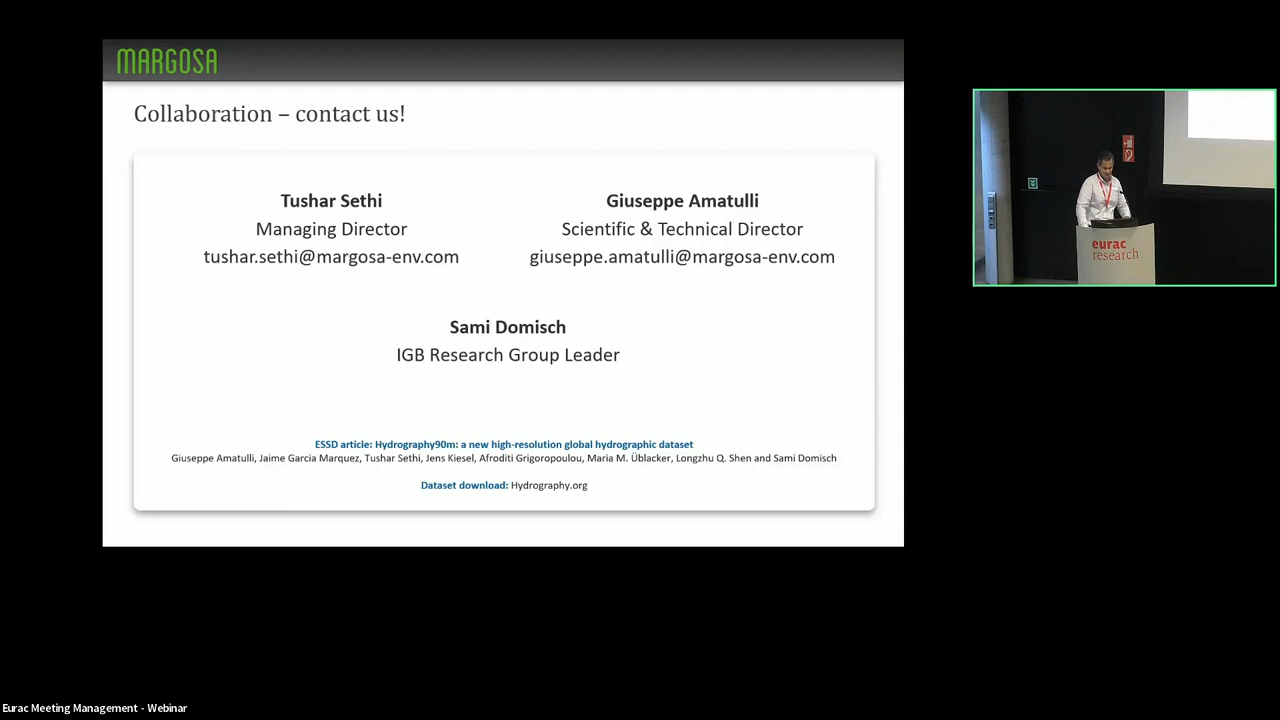 MARGOSA
Collaboration – contact us!
Tushar Sethi
Managing Director
tushar.sethi@margosa-env.com
Giuseppe Amatulli
Scientific & Technical Director
giuseppe.amatulli@margosa-env.com
Sami Domisch
IGB Research Group Leader
ESSD article: Hydrography90m: a new high-resolution global hydrographic dataset
Giuseppe Amatulli, Jaime Garcia Marquez, Tushar Sethi, Jens Kiesel, Afroditi Grigoropoulou, Maria M. Üblacker, Longzhu Q. Shen and Sami Domisch
Dataset download: Hydrography.org
eurac
research
Eurac Meeting Management - Webinar